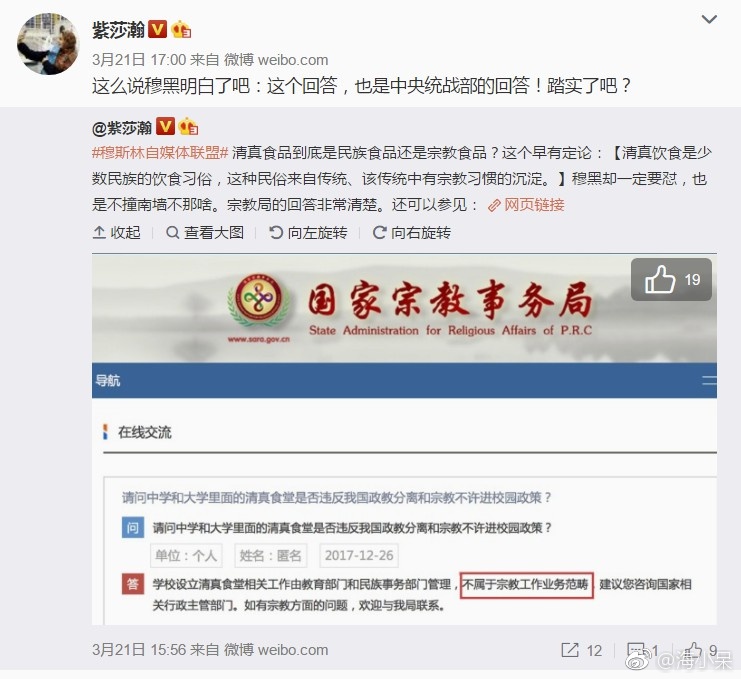 紫莎瀚
3月21日 17:00 来自 微博 weibo.com
这么说穆黑明白了吧：这个回答，也是中央统战部的回答！踏实了吧？
@紫莎瀚
#穆斯林自媒体联盟# 清真食品到底是民族食品还是宗教食品？这个早有定论：【清真饮食是少
数民族的饮食习俗，这种民俗来自传统、该传统中有宗教习惯的沉淀。】穆黑却一定要怼，也
是不撞南墙不那啥。宗教局的回答非常清楚。还可以参见： 网页链接
收起 查看大图 向左旋转 向右旋转
19
国家宗教事务局
State Administration for Religious Affairs of P.R.C
www.sara.gov.cn
导航
在线交流
请问中学和大学里面的清真食堂是否违反我国政教分离和宗教不许进校园政策？
问 请问中学和大学里面的清真食堂是否违反我国政教分离和宗教不许进校园政策？
单位：个人 姓名：匿名 2017-12-26
答 学校设立清真食堂相关工作由教育部门和民族事务部门管理，不属于宗教工作业务范畴，建议您咨询国家相
关行政主管部门。如有宗教方面的问题，欢迎与我局联系。
3月21日 15:56 来自 微博 weibo.com
12 1 9
@海小呆